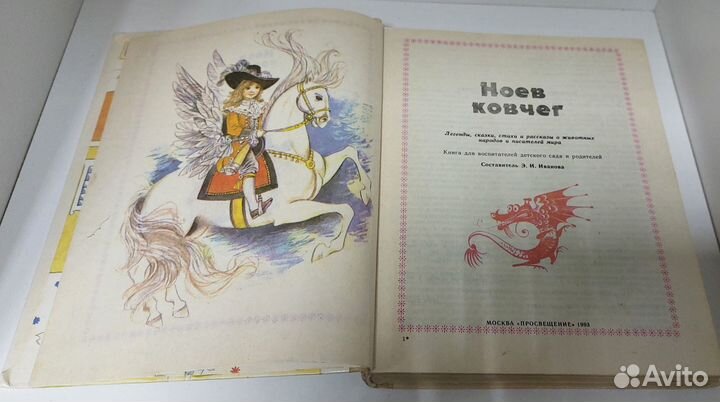 Ноев
ковчег
Легенды, сказки, стихи и рассказы о животных
народов и писателей мира
Книга для воспитателей детского сада и родителей
Составитель Э. И. Иванова
МОСКВА «ПРОСВЕЩЕНИЕ» 1993
1*
Avito